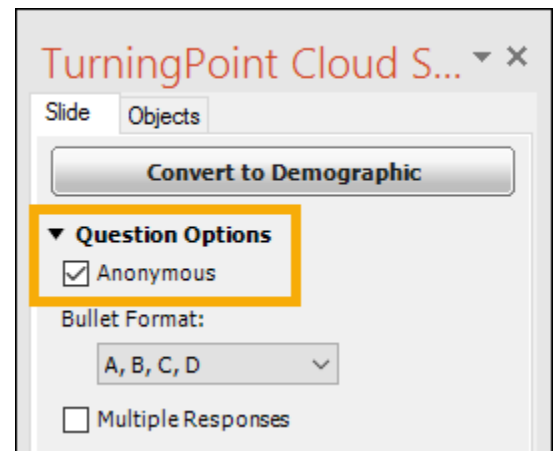 TurningPoint Cloud S...
Slide Objects
Convert to Demographic
Question Options
Anonymous
Bullet Format:
A, B, C, D
Multiple Responses